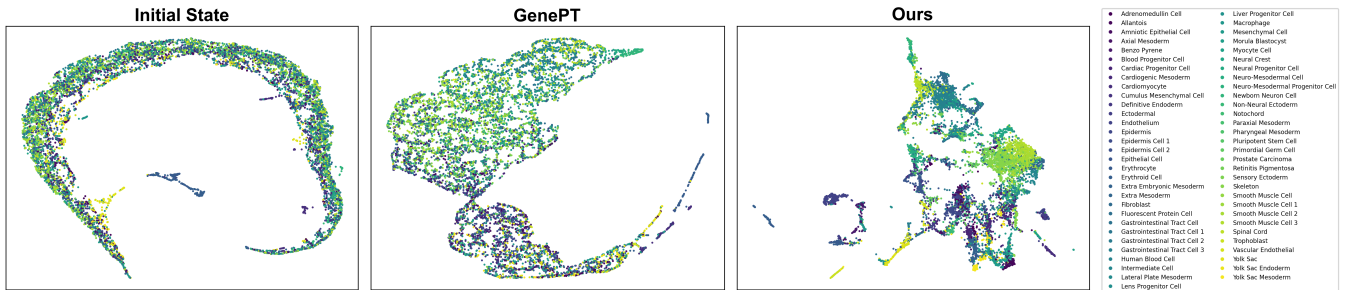 Initial State
GenePT
Ours
Adrenomedullin Cell
Allantois
Amniotic Epithelial Cell
Axial Mesoderm
Benzo Pyrene
Blood Progenitor Cell
Cardiac Progenitor Cell
Cardiogenic Mesoderm
Cardiomyocyte
Cumulus Mesenchymal Cell
Definitive Endoderm
Ectodermal
Endothelium
Epidermis
Epidermis Cell 1
Epidermis Cell 2
Epithelial Cell
Erythrocyte
Erythroid Cell
Extra Embryonic Mesoderm
Extra Mesoderm
Fibroblast
Fluorescent Protein Cell
Gastrointestinal Tract Cell
Gastrointestinal Tract Cell 1
Gastrointestinal Tract Cell 2
Gastrointestinal Tract Cell 3
Human Blood Cell
Intermediate Cell
Lateral Plate Mesoderm
Lens Progenitor Cell
Liver Progenitor Cell
Macrophage
Mesenchymal Cell
Morula Blastocyst
Myocyte Cell
Neural Crest
Neural Progenitor Cell
Neuro-Mesodermal Cell
Neuro-Mesodermal Progenitor Cell
Newborn Neuron Cell
Non-Neural Ectoderm
Notochord
Paraxial Mesoderm
Pharyngeal Mesoderm
Pluripotent Stem Cell
Primordial Germ Cell
Prostate Carcinoma
Retinitis Pigmentosa
Sensory Ectoderm
Skeleton
Smooth Muscle Cell
Smooth Muscle Cell 1
Smooth Muscle Cell 2
Smooth Muscle Cell 3
Spinal Cord
Trophoblast
Vascular Endothelial
Yolk Sac
Yolk Sac Endoderm
Yolk Sac Mesoderm